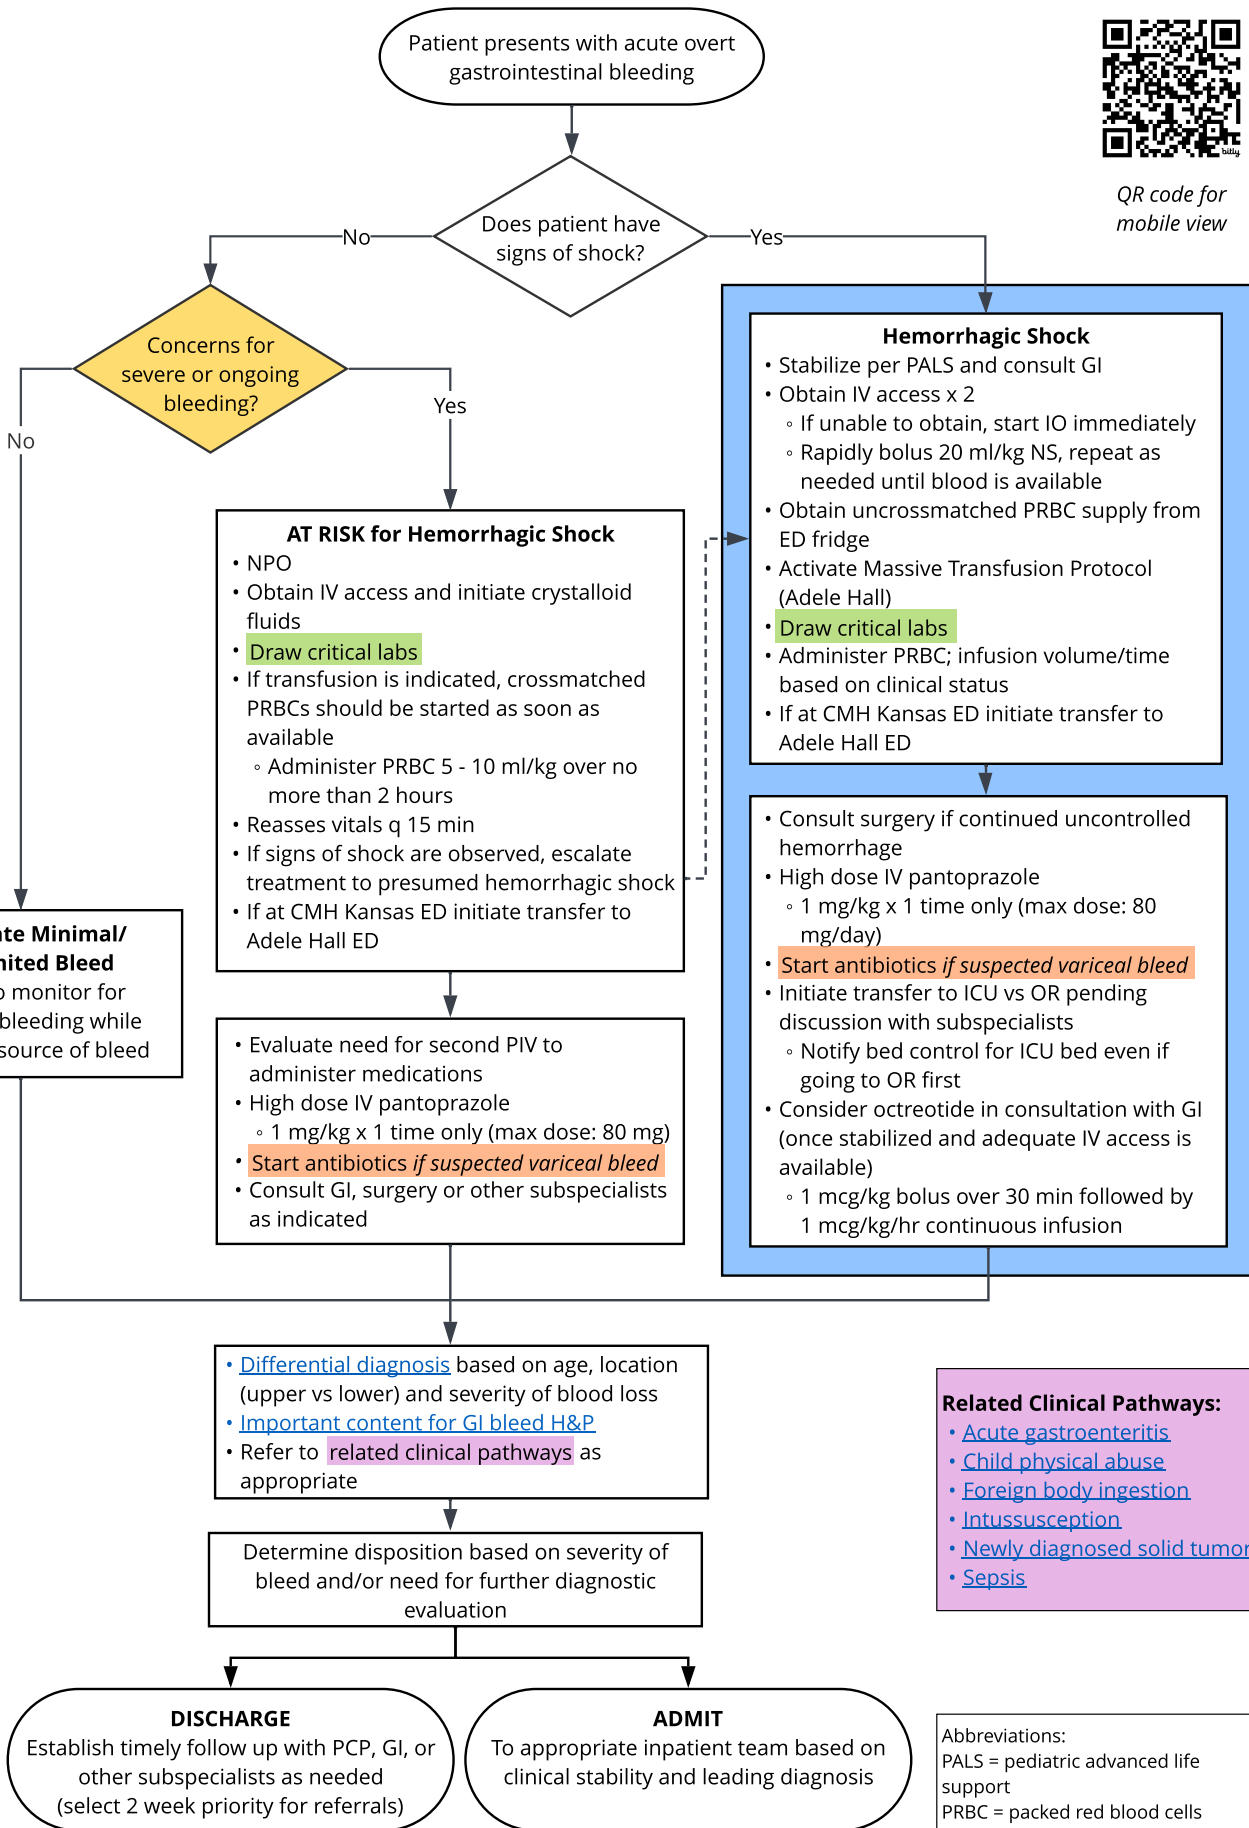 Patient presents with acute overt
gastrointestinal bleeding
bitly
QR code for
mobile view
Does patient have
signs of shock?
No
Yes
Concerns for
severe or ongoing
bleeding?
No
Yes
Hemorrhagic Shock
• Stabilize per PALS and consult GI
• Obtain IV access x 2
◦ If unable to obtain, start IO immediately
◦ Rapidly bolus 20 ml/kg NS, repeat as
needed until blood is available
• Obtain uncrossmatched PRBC supply from
ED fridge
• Activate Massive Transfusion Protocol
(Adele Hall)
• Draw critical labs
• Administer PRBC; infusion volume/time
based on clinical status
• If at CMH Kansas ED initiate transfer to
Adele Hall ED
AT RISK for Hemorrhagic Shock
• NPO
• Obtain IV access and initiate crystalloid
fluids
• Draw critical labs
• If transfusion is indicated, crossmatched
PRBCs should be started as soon as
available
◦ Administer PRBC 5 - 10 ml/kg over no
more than 2 hours
• Reasses vitals q 15 min
• If signs of shock are observed, escalate
treatment to presumed hemorrhagic shock
• If at CMH Kansas ED initiate transfer to
Adele Hall ED
Minimal/
Bleed
monitor for
bleeding while
source of bleed
• Evaluate need for second PIV to
administer medications
• High dose IV pantoprazole
◦ 1 mg/kg x 1 time only (max dose: 80 mg)
• Start antibiotics if suspected variceal bleed
• Consult GI, surgery or other subspecialists
as indicated
• Consult surgery if continued uncontrolled
hemorrhage
• High dose IV pantoprazole
◦ 1 mg/kg x 1 time only (max dose: 80
mg/day)
• Start antibiotics if suspected variceal bleed
• Initiate transfer to ICU vs OR pending
discussion with subspecialists
◦ Notify bed control for ICU bed even if
going to OR first
• Consider octreotide in consultation with GI
(once stabilized and adequate IV access is
available)
◦ 1 mcg/kg bolus over 30 min followed by
1 mcg/kg/hr continuous infusion
• Differential diagnosis based on age, location
(upper vs lower) and severity of blood loss
• Important content for GI bleed H&P
• Refer to related clinical pathways as
appropriate
Related Clinical Pathways:
• Acute gastroenteritis
• Child physical abuse
• Foreign body ingestion
• Intussusception
• Newly diagnosed solid tumor
• Sepsis
Determine disposition based on severity of
bleed and/or need for further diagnostic
evaluation
DISCHARGE
Establish timely follow up with PCP, GI, or
other subspecialists as needed
(select 2 week priority for referrals)
ADMIT
To appropriate inpatient team based on
clinical stability and leading diagnosis
Abbreviations:
PALS = pediatric advanced life
support
PRBC = packed red blood cells